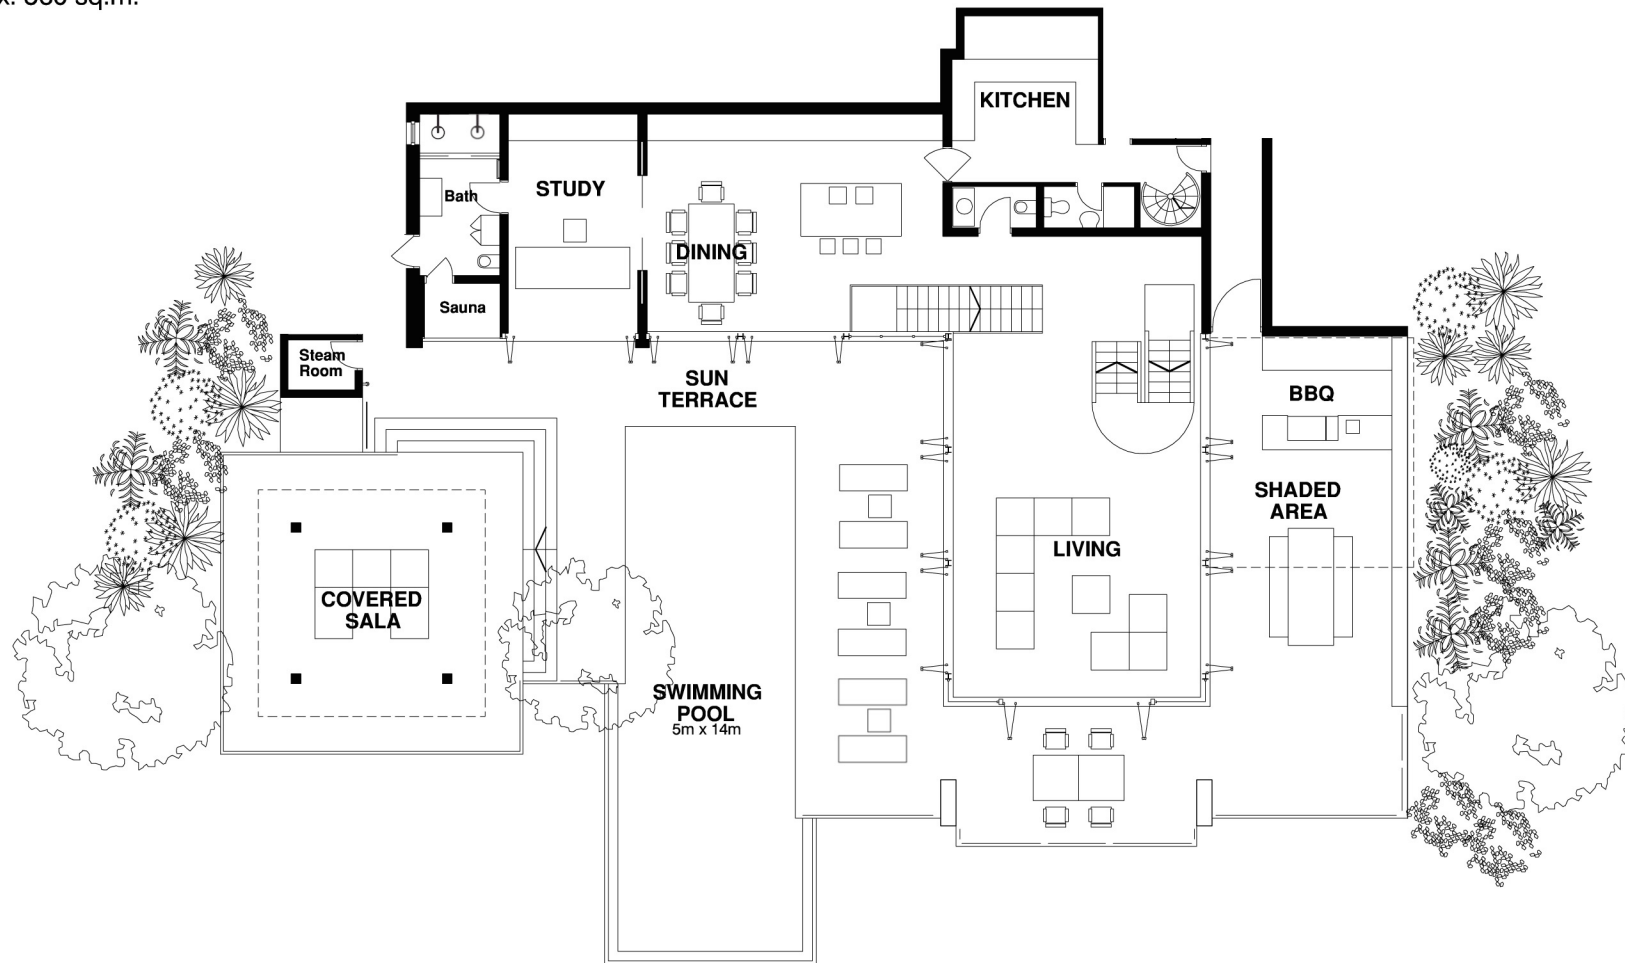 KITCHEN
STUDY
Bath
DINING
Sauna
Steam
Room
SUN
TERRACE
BBQ
SHADED
AREA
LIVING
COVERED
SALA
SWIMMING
POOL
5m x 14m